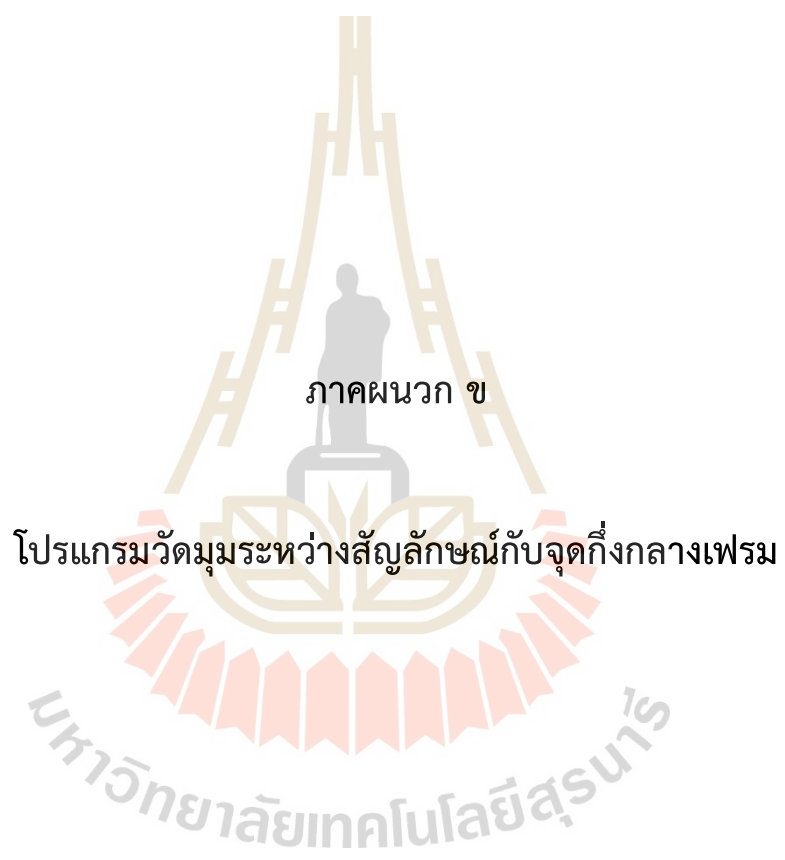 ภาคผนวก ข
โปรแกรมวัดมุมระหว่างสัญลักษณ์กับจุดกึ่งกลางเฟรม
มหาวิทยาลัยเทคโนโลยีสุรนารี